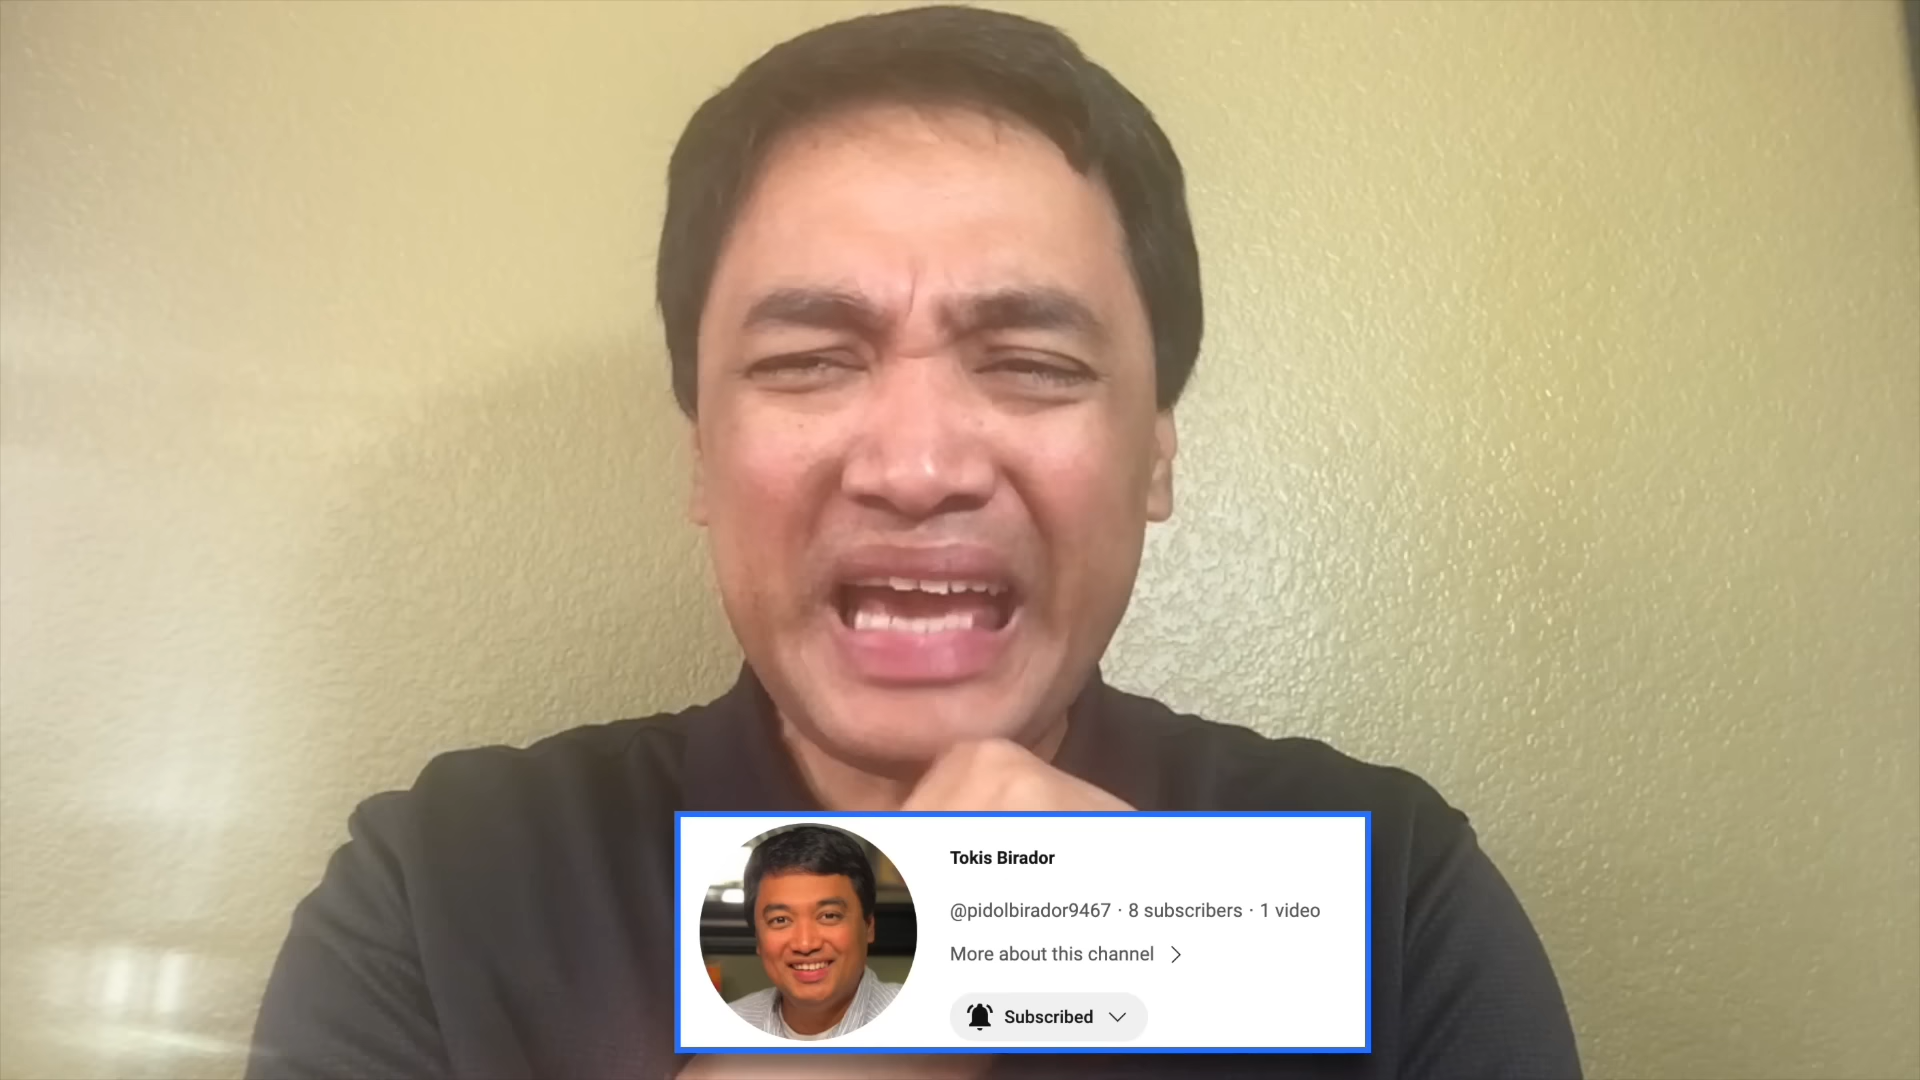 Tokis Birador
@pidolbirador9467 · 8 subscribers · 1 video
More about this channel
Subscribed